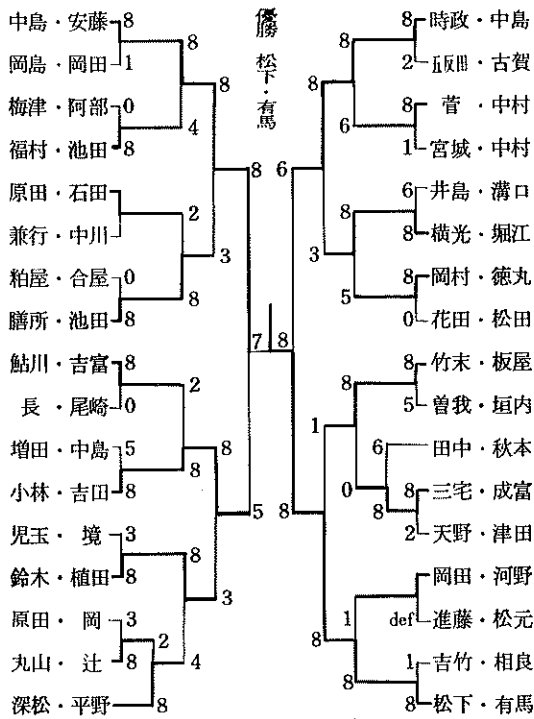 優勝 松下・有馬
中島・安藤 8
岡島・岡田 1
梅津・阿部 0
福村・池田 8
原田・石田
兼行・中川
粕屋・合屋 0
膳所・池田 8
鮎川・吉富 8
長・尾崎 0
増田・中島 5
小林・吉田 8
児玉・境 3
鈴木・植田 8
原田・岡 3
丸山・辻 8
深松・平野
8
4
2
8
2
8
8
2
8
4
8
3
8
3
8
5
7
8
6
8
8
6
8
5
8
3
8
6
8
0
1
8
1
8
8 時政・中島
2 五反田・古賀
8 菅・中村
1 宮城・中村
6 井島・溝口
8 横光・堀江
8 岡村・徳丸
0 花田・松田
8 竹末・板屋
5 曽我・垣内
田中・秋本
8 三宅・成富
2 天野・津田
岡田・河野
def 進藤・松元
1 吉竹・相良
8 松下・有馬